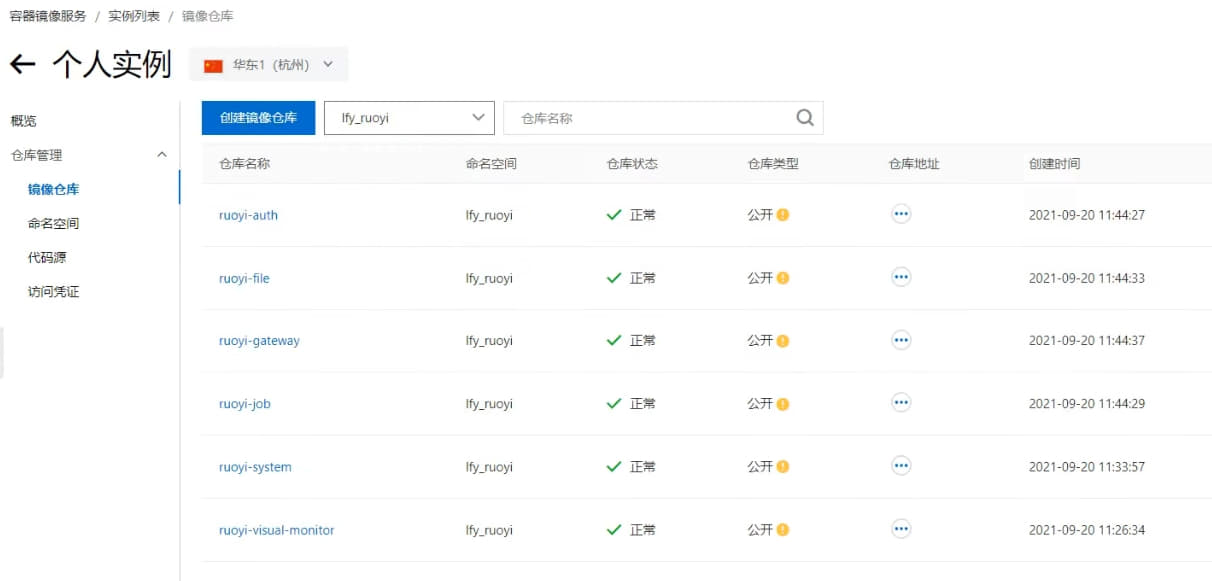 容器镜像服务 / 实例列表 / 镜像仓库
个人实例 华东1（杭州）
概览
仓库管理
镜像仓库
命名空间
代码源
访问凭证
创建镜像仓库 lfy_ruoyi 仓库名称
仓库名称 命名空间 仓库状态 仓库类型 仓库地址 创建时间
ruoyi-auth lfy_ruoyi 正常 公开 2021-09-20 11:44:27
ruoyi-file lfy_ruoyi 正常 公开 2021-09-20 11:44:33
ruoyi-gateway lfy_ruoyi 正常 公开 2021-09-20 11:44:37
ruoyi-job lfy_ruoyi 正常 公开 2021-09-20 11:44:29
ruoyi-system lfy_ruoyi 正常 公开 2021-09-20 11:33:57
ruoyi-visual-monitor lfy_ruoyi 正常 公开 2021-09-20 11:26:34